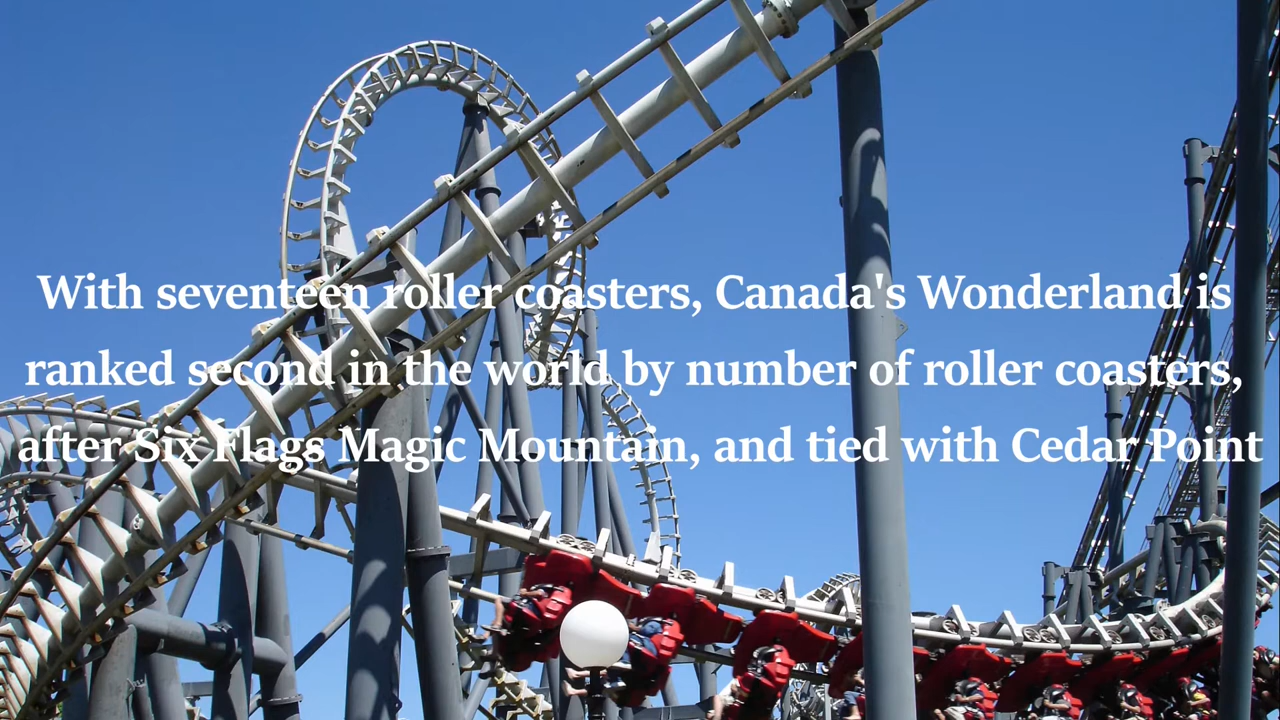 With seventeen roller coasters, Canada's Wonderland is
ranked second in the world by number of roller coasters,
after Six Flags Magic Mountain, and tied with Cedar Point